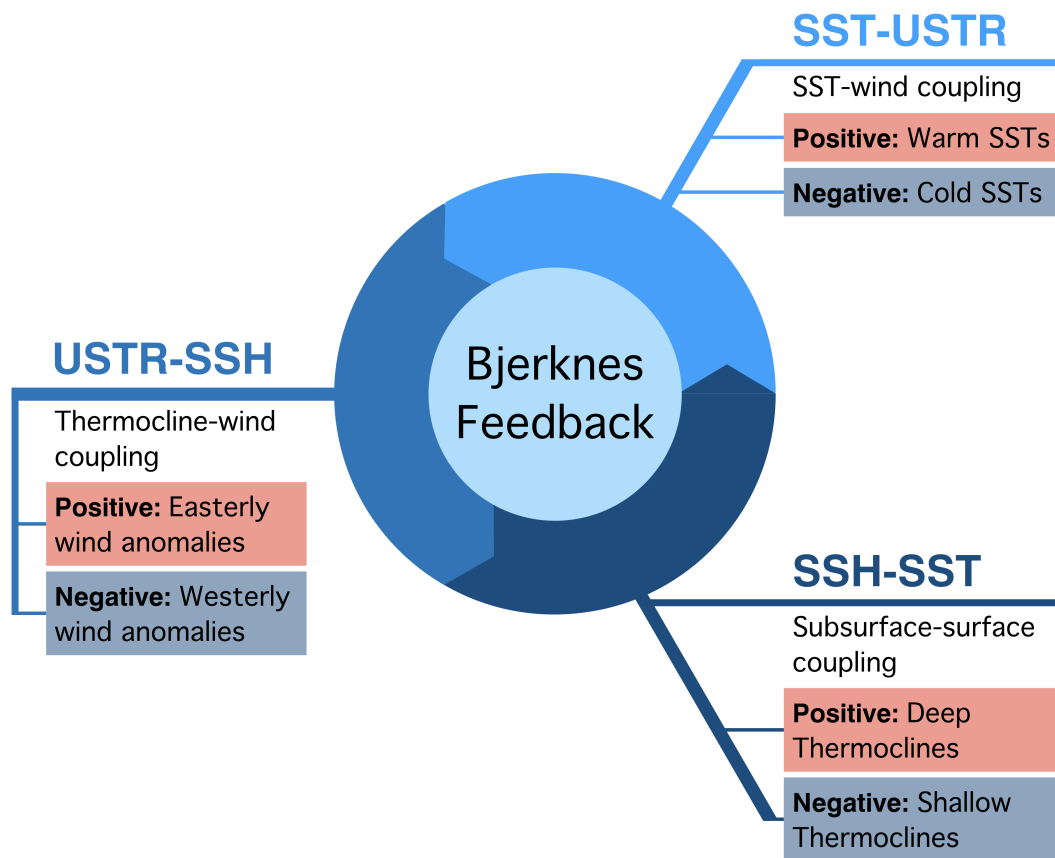 SST-USTR
SST-wind coupling
Positive: Warm SSTs
Negative: Cold SSTs
Bjerknes
Feedback
USTR-SSH
Thermocline-wind
coupling
Positive: Easterly
wind anomalies
Negative: Westerly
wind anomalies
SSH-SST
Subsurface-surface
coupling
Positive: Deep
Thermoclines
Negative: Shallow
Thermoclines